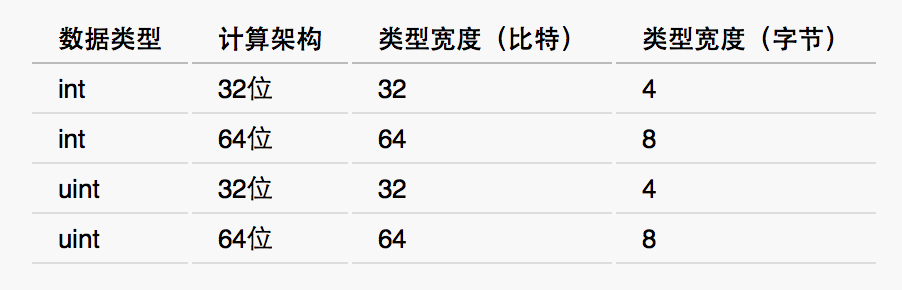 数据类型 计算架构 类型宽度（比特） 类型宽度（字节）
int 32位 32 4
int 64位 64 8
uint 32位 32 4
uint 64位 64 8